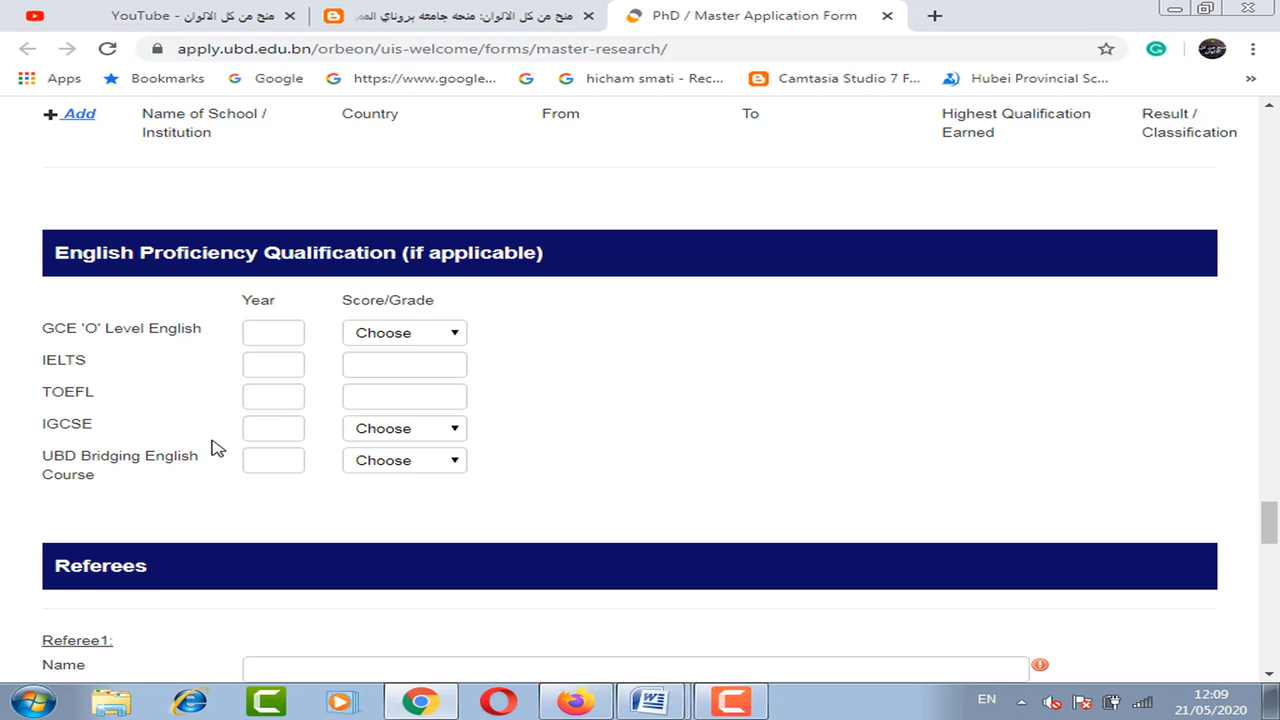 منح من كل الالوان - YouTube
منح من كل الالوان: منحة جامعة بروناي المم
PhD / Master Application Form
apply.ubd.edu.bn/orbeon/uis-welcome/forms/master-research/
Apps
Bookmarks
Google
https://www.google...
hicham smati - Rec...
Camtasia Studio 7 F...
Hubei Provincial Sc...
»
Add
Name of School /
Institution
Country
From
To
Highest Qualification
Earned
Result /
Classification
English Proficiency Qualification (if applicable)
Year
Score/Grade
GCE 'O' Level English
Choose
IELTS
TOEFL
IGCSE
Choose
UBD Bridging English
Course
Choose
Referees
Referee1:
Name
EN
12:09
21/05/2020